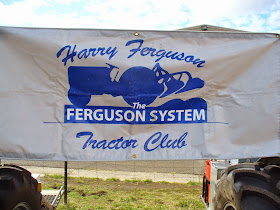 Harry Ferguson
The
FERGUSON SYSTEM
Tractor Club